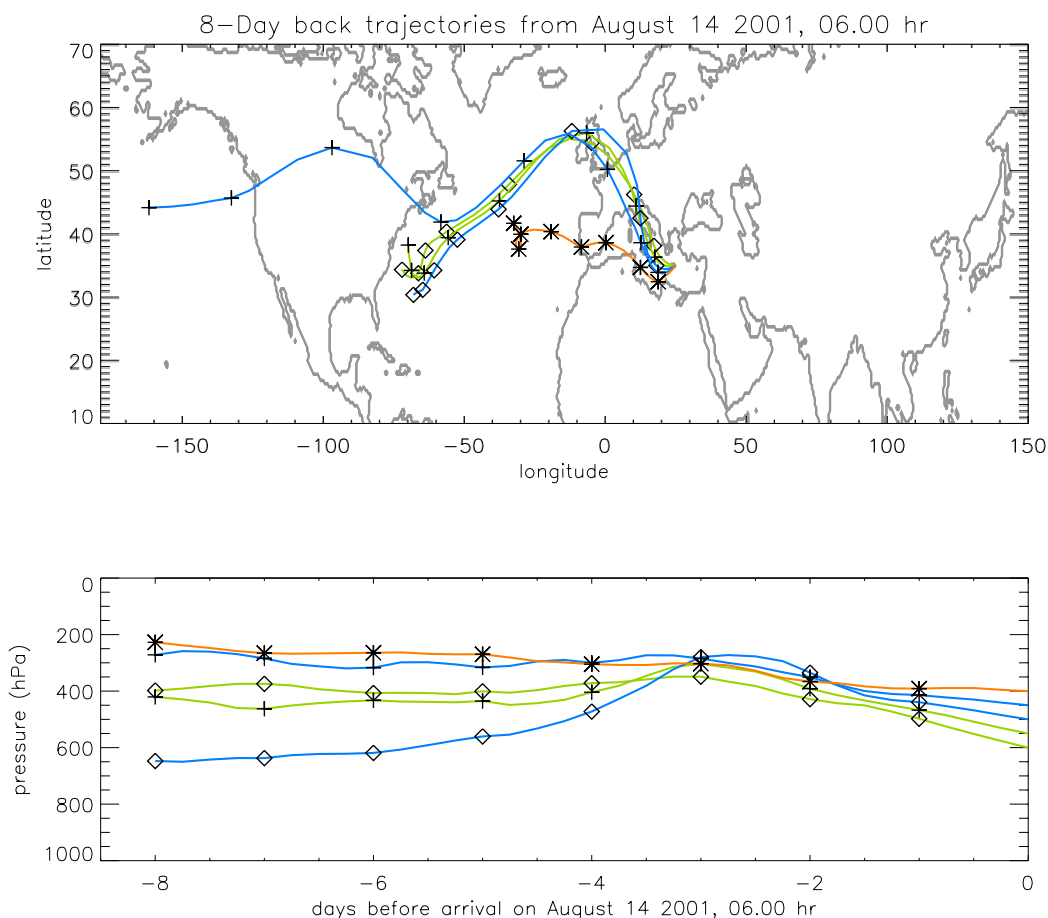 8-Day back trajectories from August 14 2001, 06.00 hr
70
60
50
40
30
20
10
latitude
-150 -100 -50 0 50 100 150
longitude
0
200
400
600
800
1000
pressure (hPa)
-8 -6 -4 -2 0
days before arrival on August 14 2001, 06.00 hr